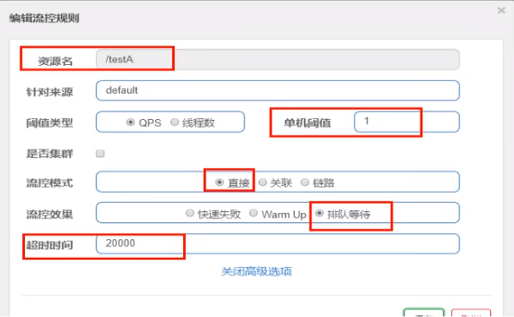 编辑流控规则
资源名 /testA
针对来源 default
阈值类型 QPS 线程数 单机阈值 1
是否集群
流控模式 直接 关联 链路
流控效果 快速失败 Warm Up 排队等待
超时时间 20000
关闭高级选项